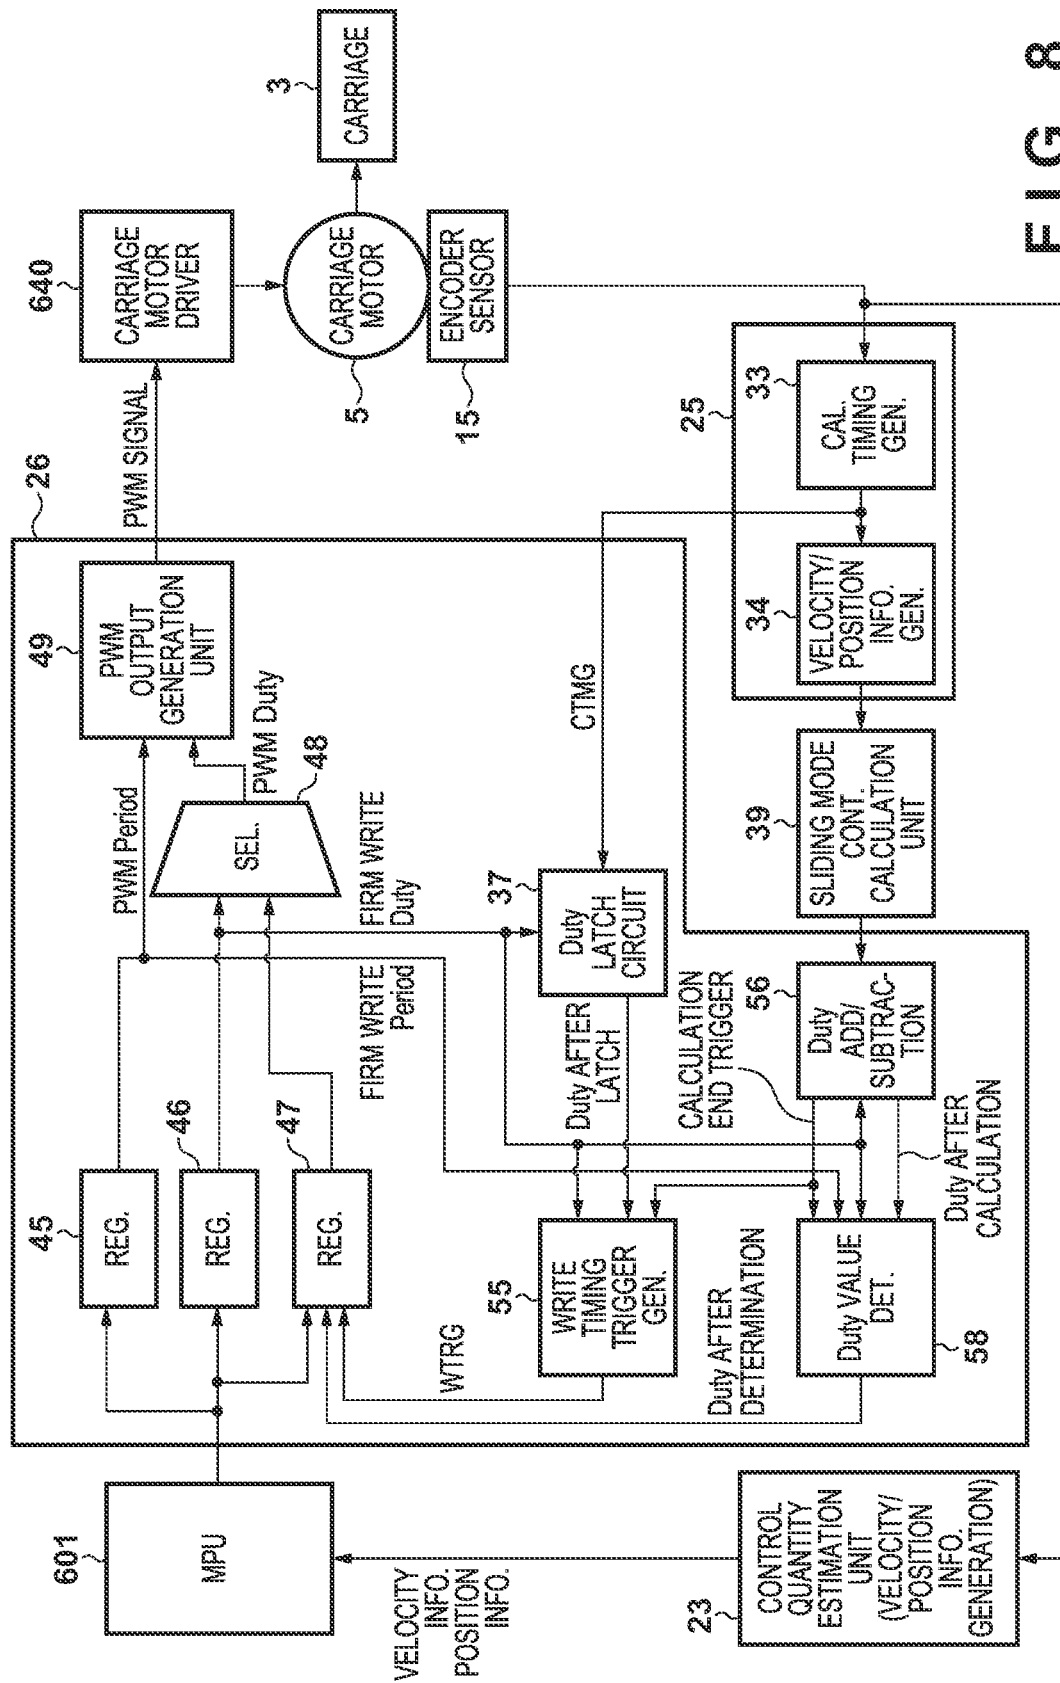 FIG. 8
601
MPU
VELOCITY
INFO.
POSITION
INFO.
23
CONTROL
QUANTITY
ESTIMATION
UNIT
(VELOCITY/
POSITION
INFO.
GENERATION)
26
45
REG.
46
REG.
47
REG.
PWM Period
FIRM WRITE
Period
FIRM WRITE
Duty
SEL.
48
PWM Duty
49
PWM
OUTPUT
GENERATION
UNIT
PWM SIGNAL
640
CARRIAGE
MOTOR
DRIVER
CARRIAGE
MOTOR
5
3
CARRIAGE
ENCODER
SENSOR
15
WTRG
55
WRITE
TIMING
TRIGGER
GEN.
Duty AFTER
LATCH
37
Duty
LATCH
CIRCUIT
CTMG
Duty AFTER
DETERMINATION
Duty VALUE
DET.
58
CALCULATION
END TRIGGER
Duty AFTER
CALCULATION
56
Duty
ADD/
SUBTRAC-
TION
39
SLIDING MODE
CONT.
CALCULATION
UNIT
25
34
VELOCITY/
POSITION
INFO.
GEN.
33
CAL.
TIMING
GEN.